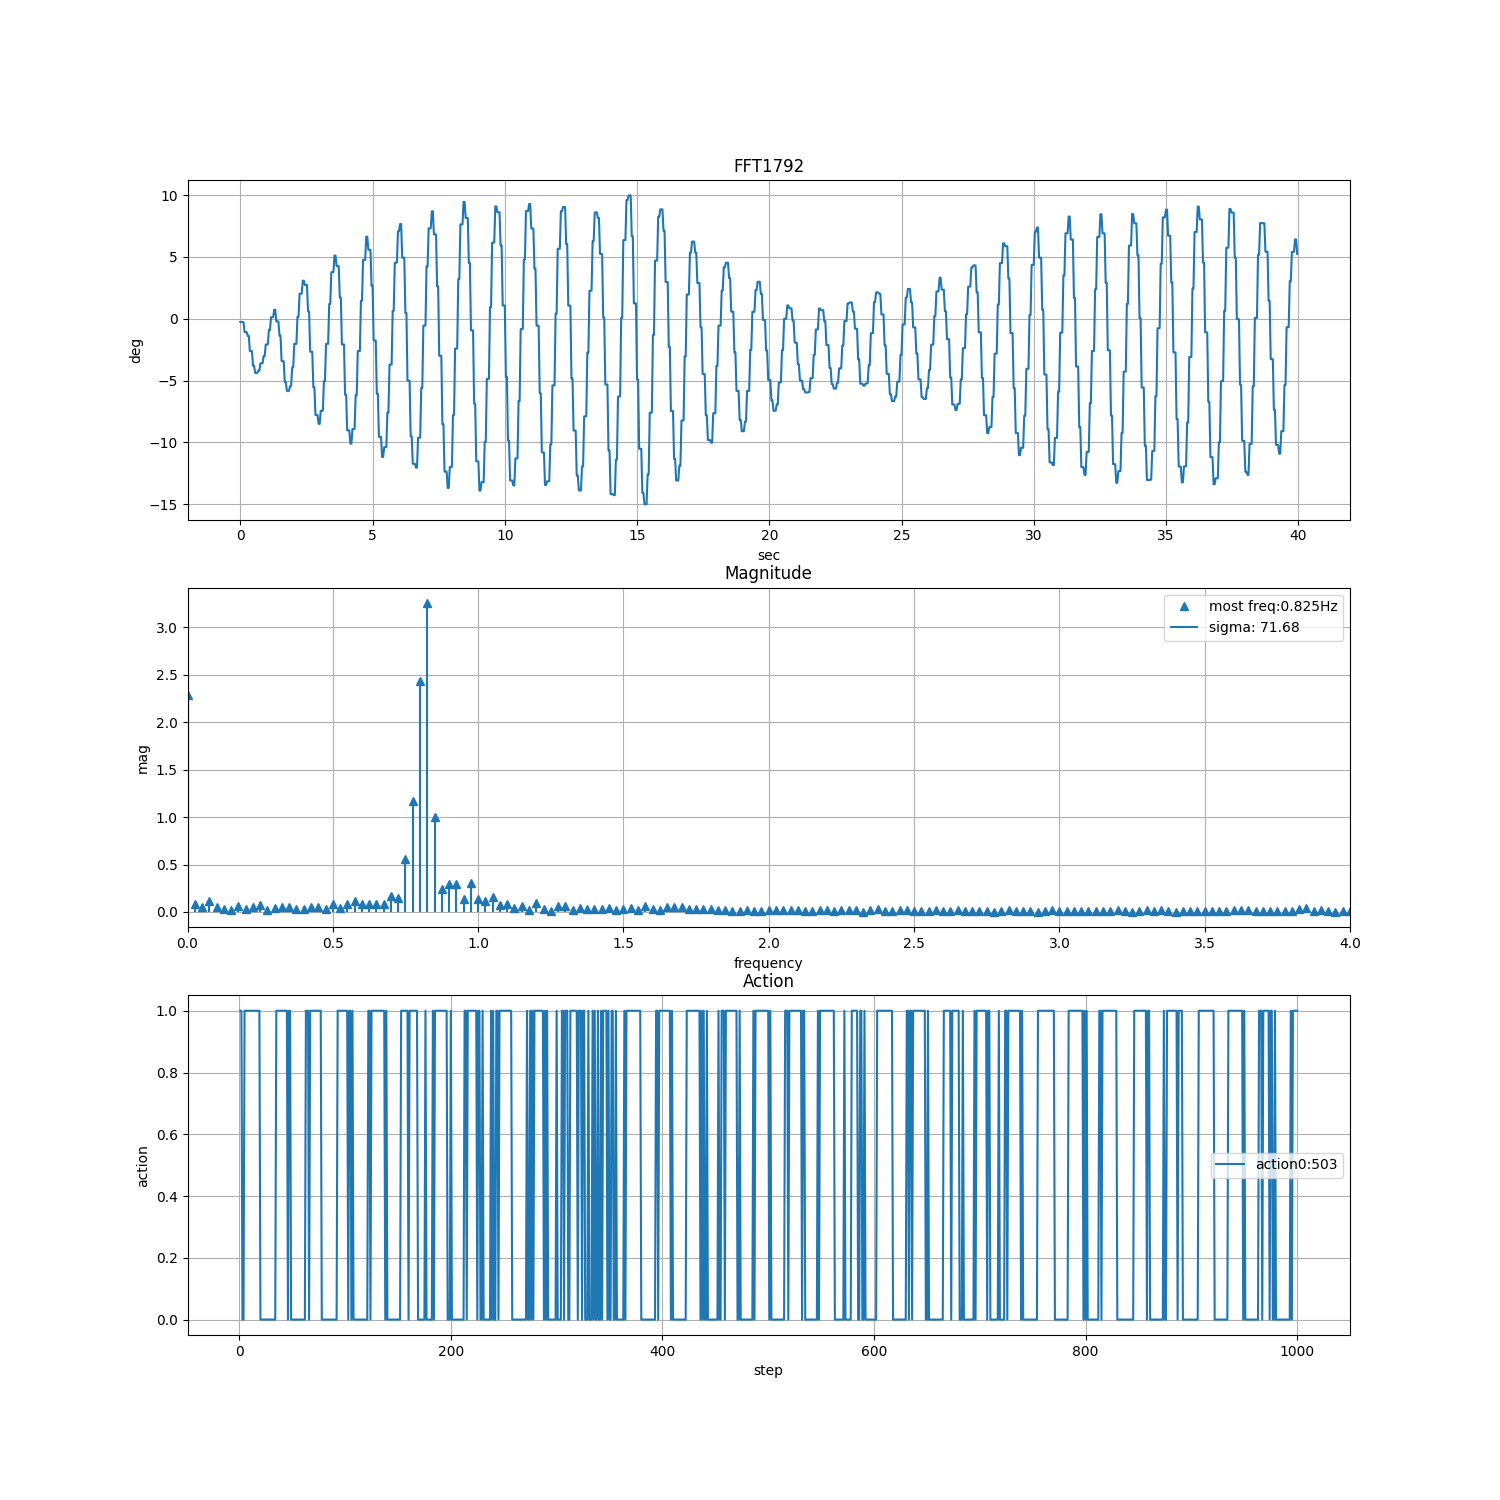 FFT1792
10
5
0
−5
−10
−15
deg
0 5 10 15 20 25 30 35 40
sec
Magnitude
most freq:0.825Hz
sigma: 71.68
3.0
2.5
2.0
1.5
1.0
0.5
0.0
mag
0.0 0.5 1.0 1.5 2.0 2.5 3.0 3.5 4.0
frequency
Action
1.0
0.8
0.6
0.4
0.2
0.0
action
action0:503
0 200 400 600 800 1000
step